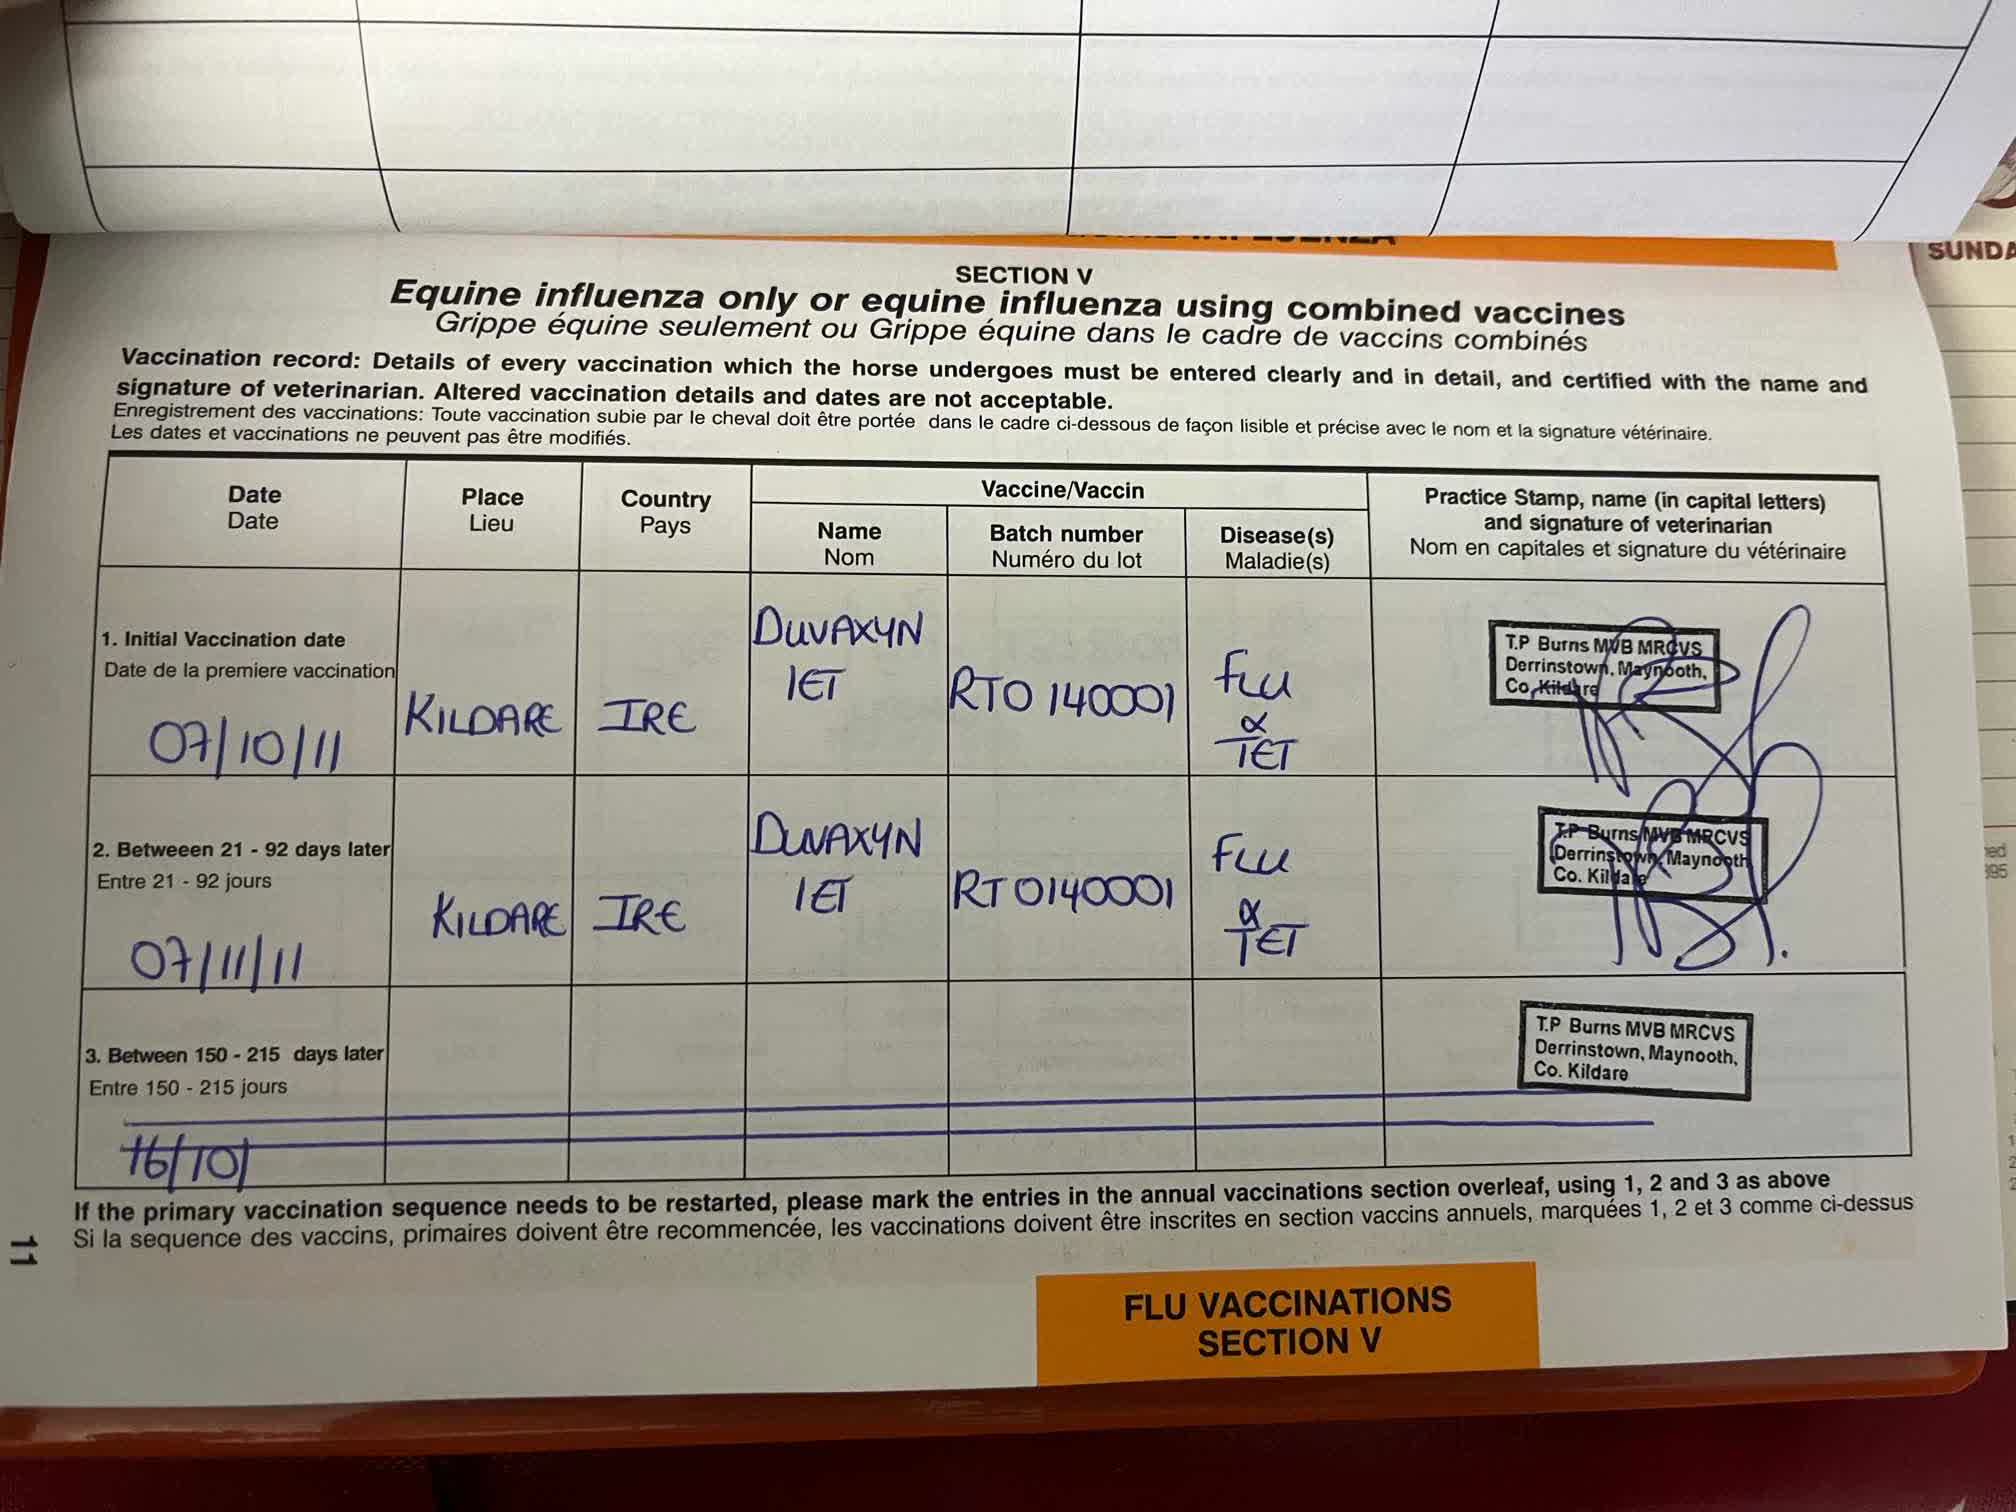 SUNDA
SECTION V
Equine influenza only or equine influenza using combined vaccines
Grippe équine seulement ou Grippe équine dans le cadre de vaccins combinés
Vaccination record: Details of every vaccination which the horse undergoes must be entered clearly and in detail, and certified with the name and
signature of veterinarian. Altered vaccination details and dates are not acceptable.
Enregistrement des vaccinations: Toute vaccination subie par le cheval doit être portée dans le cadre ci-dessous de façon lisible et précise avec le nom et la signature vétérinaire.
Les dates et vaccinations ne peuvent pas être modifiés.
Date
Date
Place
Lieu
Country
Pays
Vaccine/Vaccin
Name
Nom
Batch number
Numéro du lot
Disease(s)
Maladie(s)
Practice Stamp, name (in capital letters)
and signature of veterinarian
Nom en capitales et signature du vétérinaire
1. Initial Vaccination date
Date de la premiere vaccination
07/10/11
KILDARE
IRE
DUVAXYN
IET
RTO 140001
FLU
&
TET
T.P Burns MVB MRCVS
Derrinstown, Maynooth,
Co. Kildare
2. Betweeen 21 - 92 days later
Entre 21 - 92 jours
07/11/11
KILDARE
IRE
DUVAXYN
IET
RTO140001
FLU
&
TET
T.P Burns MVB MRCVS
Derrinstown, Maynooth,
Co. Kildare
3. Between 150 - 215 days later
Entre 150 - 215 jours
16/10/
T.P Burns MVB MRCVS
Derrinstown, Maynooth,
Co. Kildare
If the primary vaccination sequence needs to be restarted, please mark the entries in the annual vaccinations section overleaf, using 1, 2 and 3 as above
Si la sequence des vaccins, primaires doivent être recommencée, les vaccinations doivent être inscrites en section vaccins annuels, marquées 1, 2 et 3 comme ci-dessus
11
FLU VACCINATIONS
SECTION V